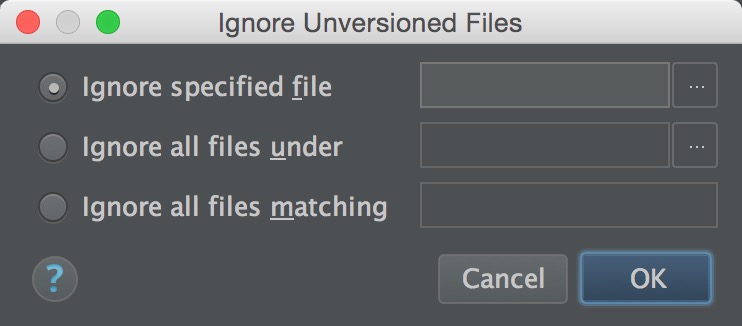 Ignore Unversioned Files
Ignore specified file
...
Ignore all files under
...
Ignore all files matching
?
Cancel
OK